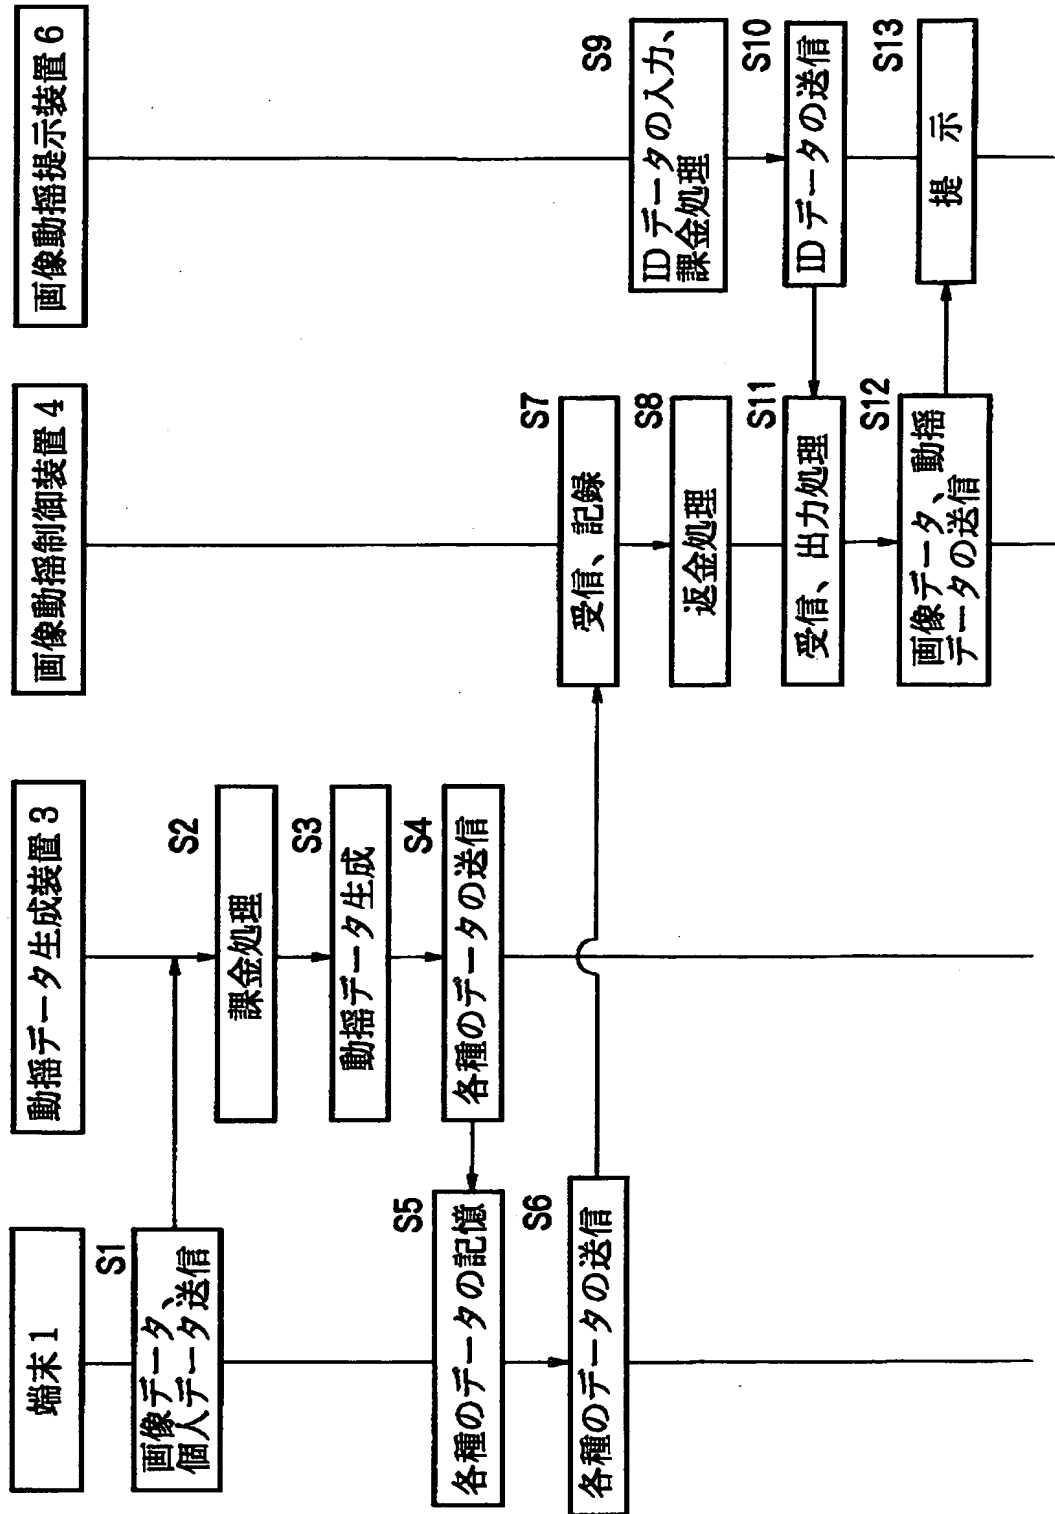 端末 1
動揺データ生成装置 3
画像動揺制御装置 4
画像動揺提示装置 6
S1
画像データ、
個人データ送信
S2
課金処理
S3
動揺データ生成
S4
各種のデータの送信
S5
各種のデータの記憶
S6
各種のデータの送信
S7
受信、記録
S8
返金処理
S9
ID データの入力、
課金処理
S10
ID データの送信
S11
受信、出力処理
S12
画像データ、動揺
データの送信
S13
提 示